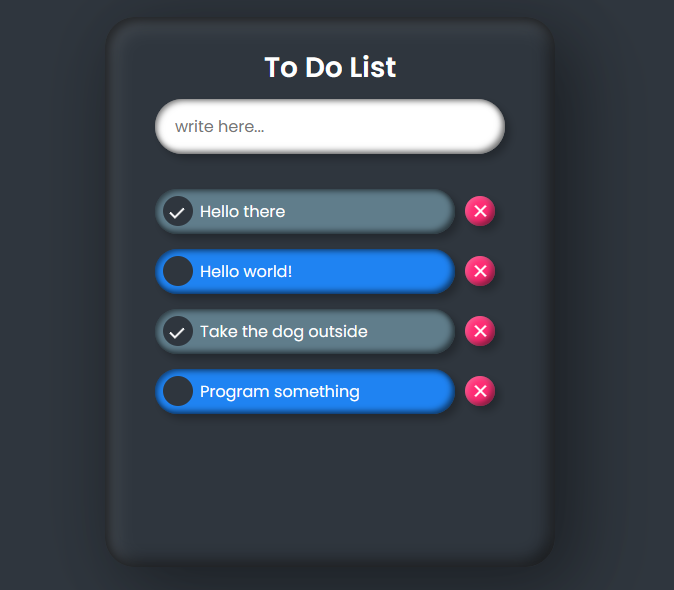 To Do List
write here...
Hello there
Hello world!
Take the dog outside
Program something